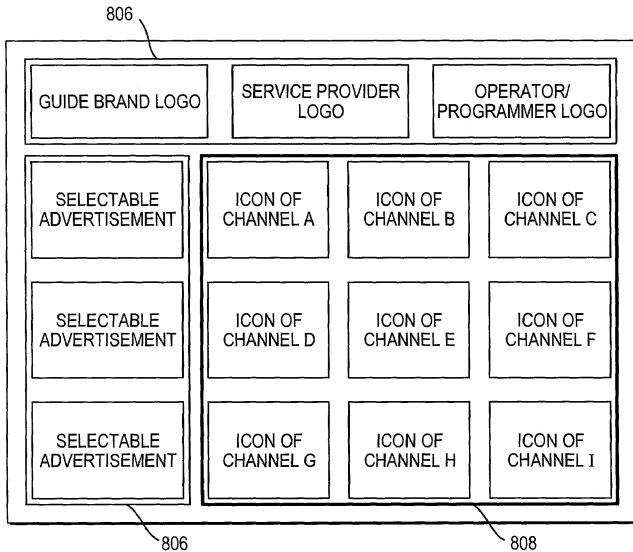 806
GUIDE BRAND LOGO
SERVICE PROVIDER
LOGO
OPERATOR/
PROGRAMMER LOGO
SELECTABLE
ADVERTISEMENT
ICON OF
CHANNEL A
ICON OF
CHANNEL B
ICON OF
CHANNEL C
SELECTABLE
ADVERTISEMENT
ICON OF
CHANNEL D
ICON OF
CHANNEL E
ICON OF
CHANNEL F
SELECTABLE
ADVERTISEMENT
ICON OF
CHANNEL G
ICON OF
CHANNEL H
ICON OF
CHANNEL I
806
808